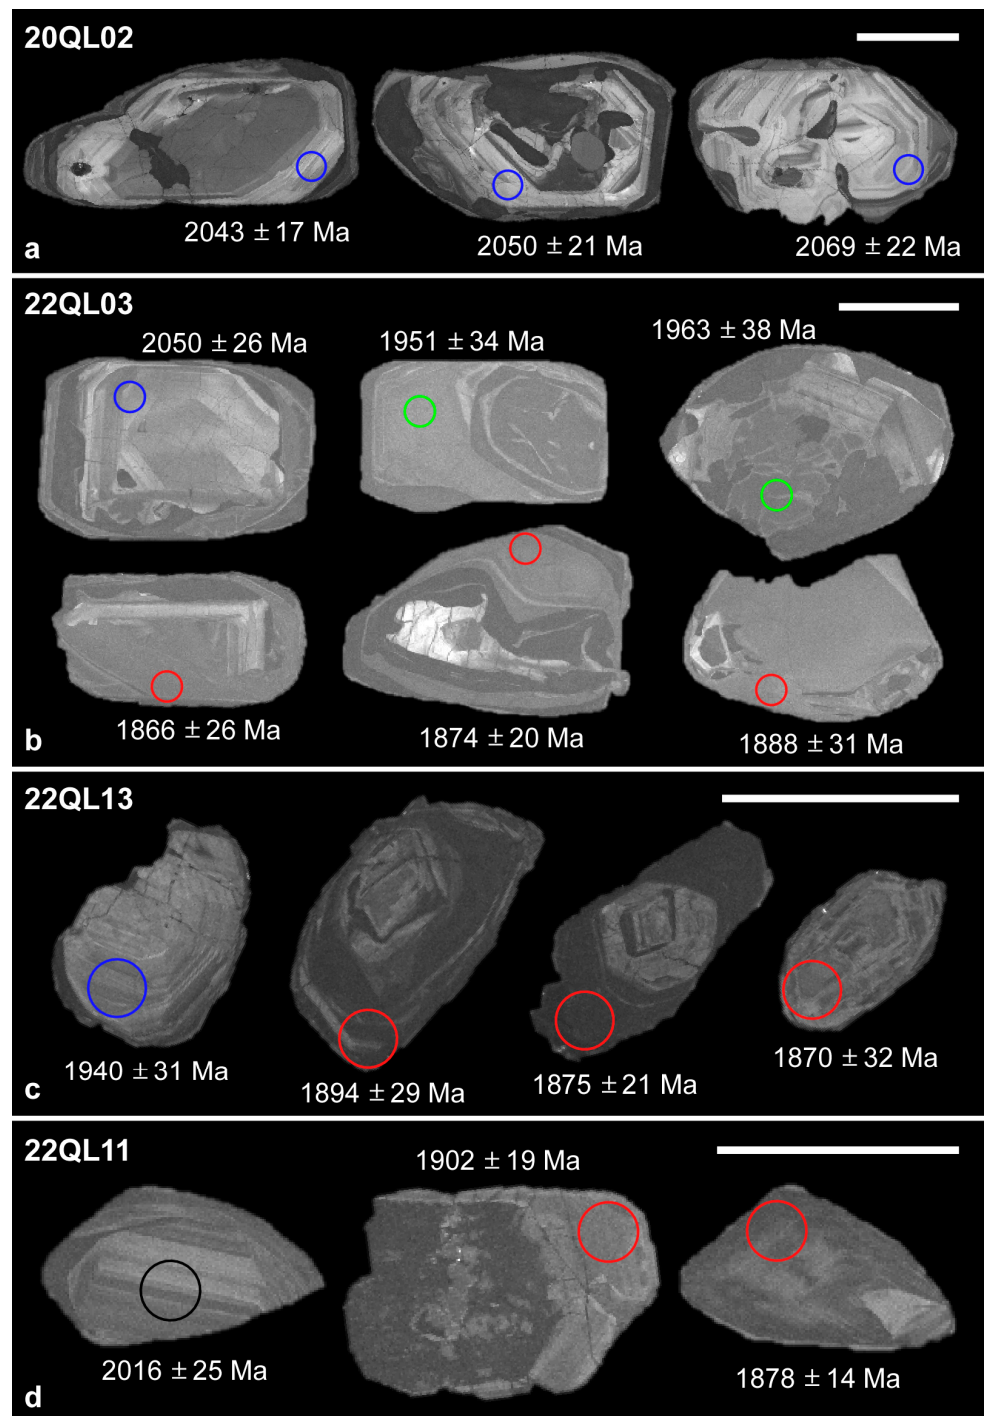 20QL02
2043 ± 17 Ma
2050 ± 21 Ma
2069 ± 22 Ma
a
22QL03
2050 ± 26 Ma
1951 ± 34 Ma
1963 ± 38 Ma
1866 ± 26 Ma
1874 ± 20 Ma
1888 ± 31 Ma
b
22QL13
1940 ± 31 Ma
1894 ± 29 Ma
1875 ± 21 Ma
1870 ± 32 Ma
c
22QL11
1902 ± 19 Ma
2016 ± 25 Ma
1878 ± 14 Ma
d